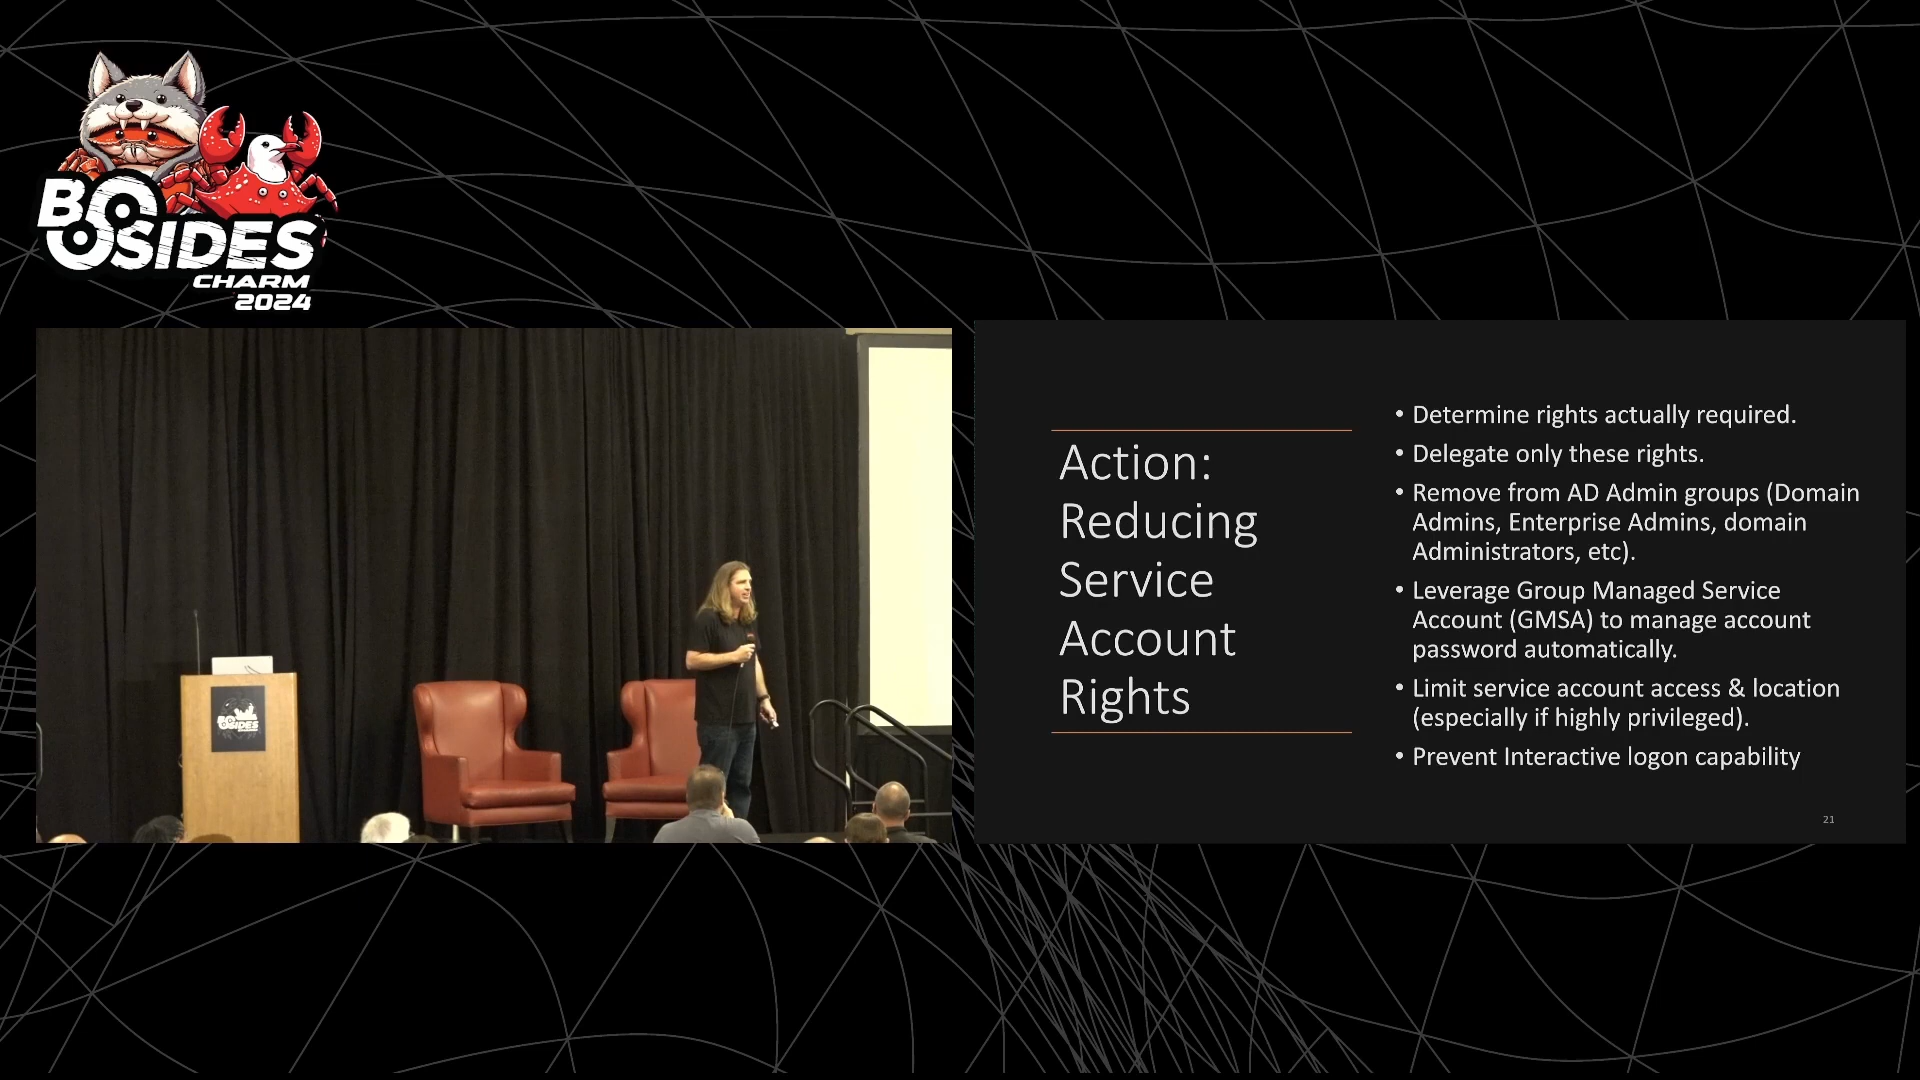 BSIDES
CHARM
2024
BSIDES
Action:
Reducing
Service
Account
Rights
• Determine rights actually required.
• Delegate only these rights.
• Remove from AD Admin groups (Domain
Admins, Enterprise Admins, domain
Administrators, etc).
• Leverage Group Managed Service
Account (GMSA) to manage account
password automatically.
• Limit service account access & location
(especially if highly privileged).
• Prevent Interactive logon capability
21